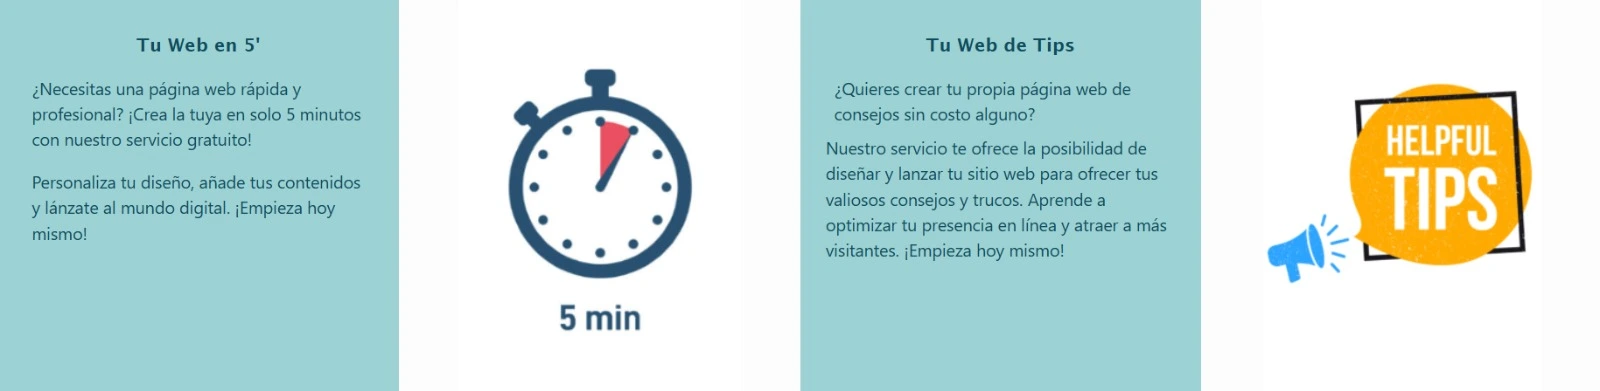 Tu Web en 5'
¿Necesitas una página web rápida y
profesional? ¡Crea la tuya en solo 5 minutos
con nuestro servicio gratuito!
Personaliza tu diseño, añade tus contenidos
y lánzate al mundo digital. ¡Empieza hoy
mismo!
5 min
Tu Web de Tips
¿Quieres crear tu propia página web de
consejos sin costo alguno?
Nuestro servicio te ofrece la posibilidad de
diseñar y lanzar tu sitio web para ofrecer tus
valiosos consejos y trucos. Aprende a
optimizar tu presencia en línea y atraer a más
visitantes. ¡Empieza hoy mismo!
HELPFUL
TIPS